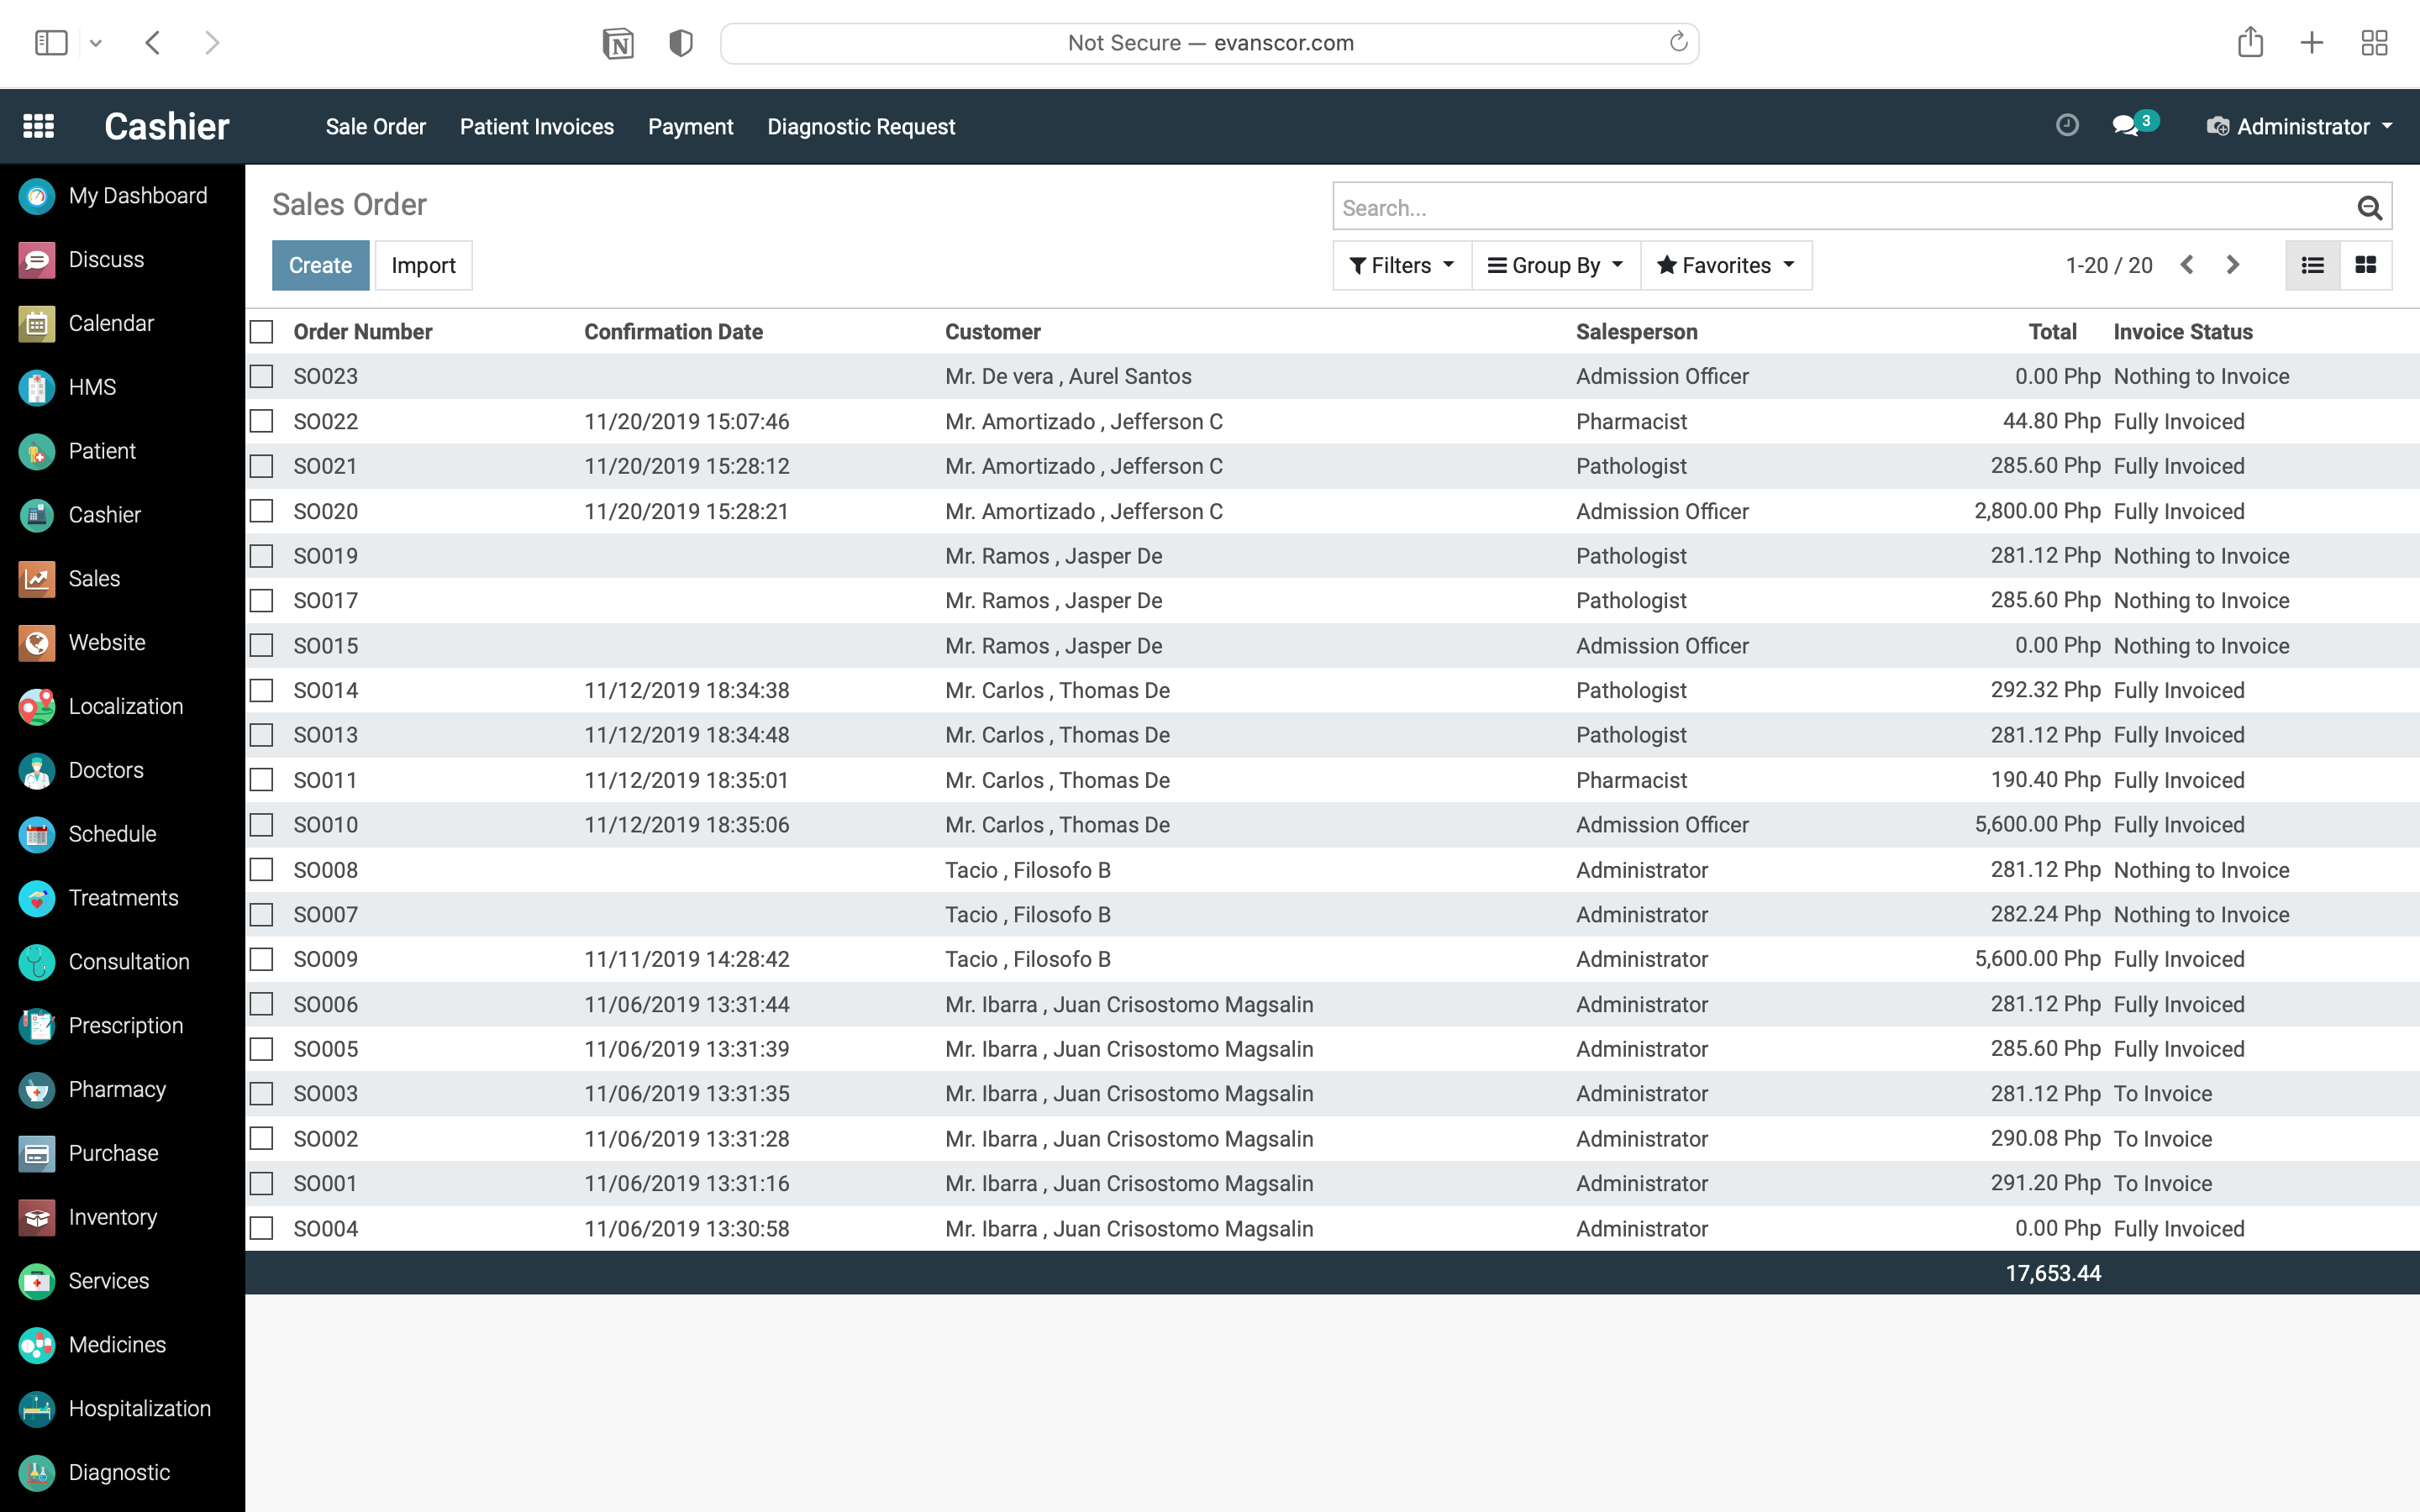 Not Secure — evanscor.com
Cashier Sale Order Patient Invoices Payment Diagnostic Request 3 Administrator
My Dashboard
Discuss
Calendar
HMS
Patient
Cashier
Sales
Website
Localization
Doctors
Schedule
Treatments
Consultation
Prescription
Pharmacy
Purchase
Inventory
Services
Medicines
Hospitalization
Diagnostic
Sales Order Search...
Create Import Filters Group By Favorites 1-20 / 20
Order Number Confirmation Date Customer Salesperson Total Invoice Status
SO023 Mr. De vera , Aurel Santos Admission Officer 0.00 Php Nothing to Invoice
SO022 11/20/2019 15:07:46 Mr. Amortizado , Jefferson C Pharmacist 44.80 Php Fully Invoiced
SO021 11/20/2019 15:28:12 Mr. Amortizado , Jefferson C Pathologist 285.60 Php Fully Invoiced
SO020 11/20/2019 15:28:21 Mr. Amortizado , Jefferson C Admission Officer 2,800.00 Php Fully Invoiced
SO019 Mr. Ramos , Jasper De Pathologist 281.12 Php Nothing to Invoice
SO017 Mr. Ramos , Jasper De Pathologist 285.60 Php Nothing to Invoice
SO015 Mr. Ramos , Jasper De Admission Officer 0.00 Php Nothing to Invoice
SO014 11/12/2019 18:34:38 Mr. Carlos , Thomas De Pathologist 292.32 Php Fully Invoiced
SO013 11/12/2019 18:34:48 Mr. Carlos , Thomas De Pathologist 281.12 Php Fully Invoiced
SO011 11/12/2019 18:35:01 Mr. Carlos , Thomas De Pharmacist 190.40 Php Fully Invoiced
SO010 11/12/2019 18:35:06 Mr. Carlos , Thomas De Admission Officer 5,600.00 Php Fully Invoiced
SO008 Tacio , Filosofo B Administrator 281.12 Php Nothing to Invoice
SO007 Tacio , Filosofo B Administrator 282.24 Php Nothing to Invoice
SO009 11/11/2019 14:28:42 Tacio , Filosofo B Administrator 5,600.00 Php Fully Invoiced
SO006 11/06/2019 13:31:44 Mr. Ibarra , Juan Crisostomo Magsalin Administrator 281.12 Php Fully Invoiced
SO005 11/06/2019 13:31:39 Mr. Ibarra , Juan Crisostomo Magsalin Administrator 285.60 Php Fully Invoiced
SO003 11/06/2019 13:31:35 Mr. Ibarra , Juan Crisostomo Magsalin Administrator 281.12 Php To Invoice
SO002 11/06/2019 13:31:28 Mr. Ibarra , Juan Crisostomo Magsalin Administrator 290.08 Php To Invoice
SO001 11/06/2019 13:31:16 Mr. Ibarra , Juan Crisostomo Magsalin Administrator 291.20 Php To Invoice
SO004 11/06/2019 13:30:58 Mr. Ibarra , Juan Crisostomo Magsalin Administrator 0.00 Php Fully Invoiced
17,653.44